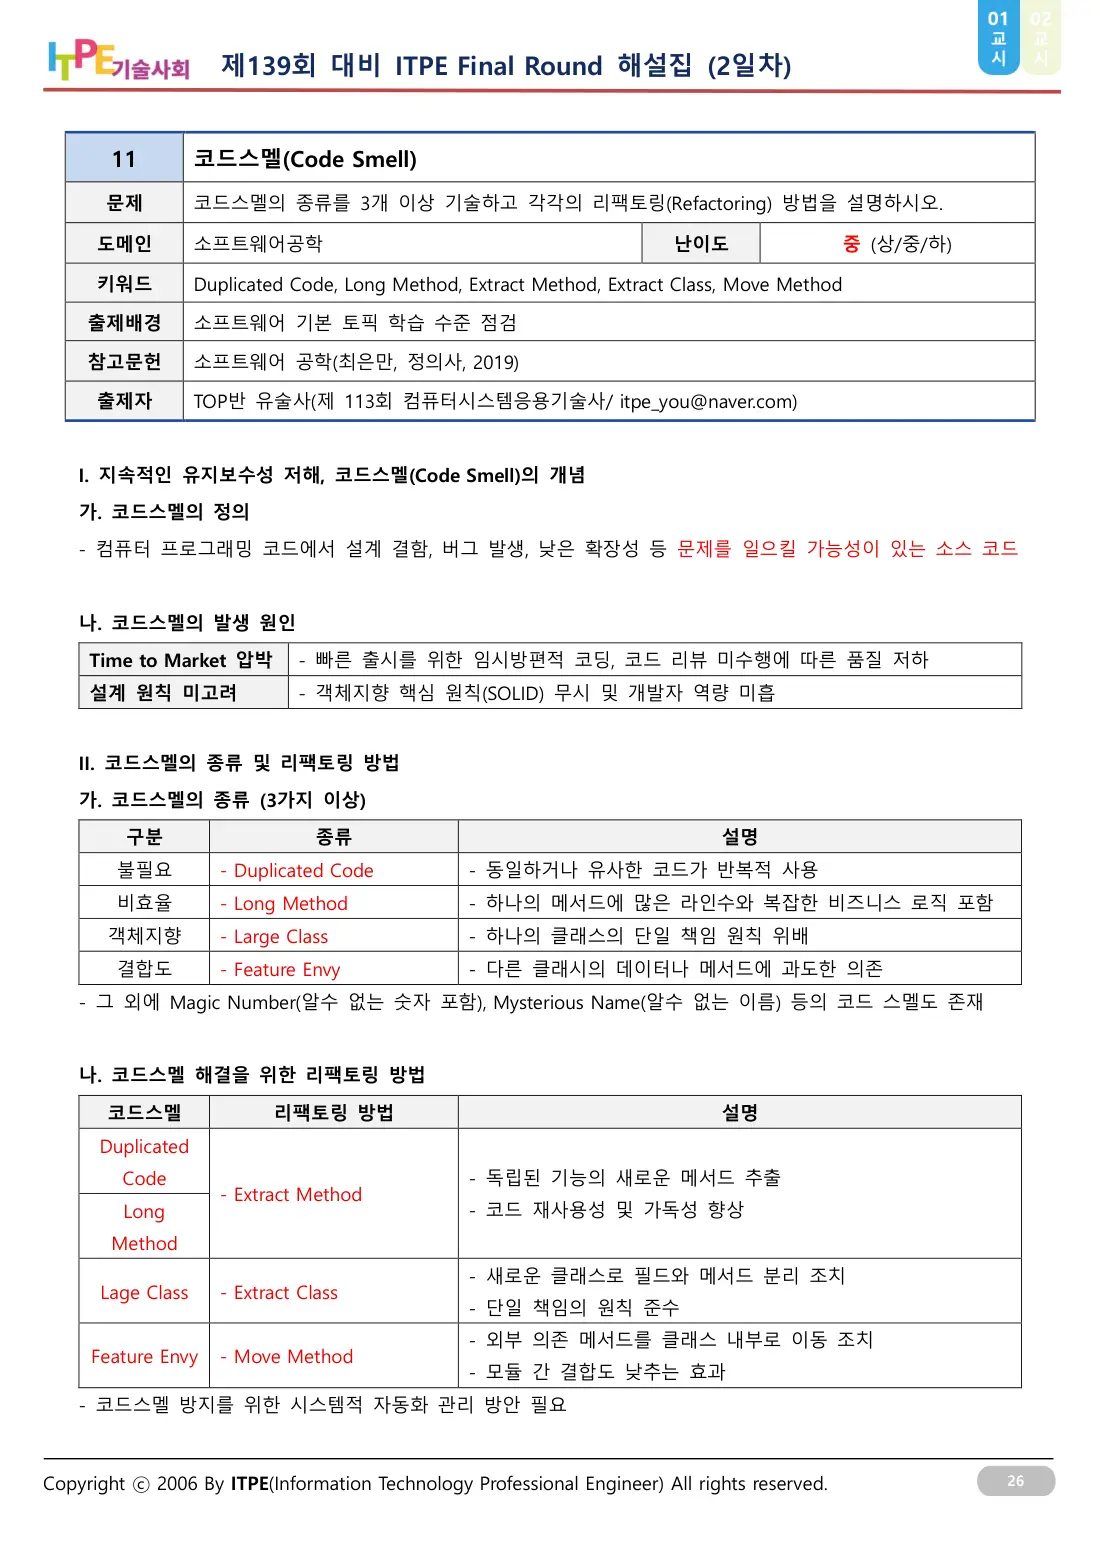 01
교
시
02
교
시
ITPE기술사회 제139회 대비 ITPE Final Round 해설집 (2일차)
11 코드스멜(Code Smell)
문제 코드스멜의 종류를 3개 이상 기술하고 각각의 리팩토링(Refactoring) 방법을 설명하시오.
도메인 소프트웨어공학 난이도 중 (상/중/하)
키워드 Duplicated Code, Long Method, Extract Method, Extract Class, Move Method
출제배경 소프트웨어 기본 토픽 학습 수준 점검
참고문헌 소프트웨어 공학(최은만, 정의사, 2019)
출제자 TOP반 유술사(제 113회 컴퓨터시스템응용기술사/ itpe_you@naver.com)
I. 지속적인 유지보수성 저해, 코드스멜(Code Smell)의 개념
가. 코드스멜의 정의
- 컴퓨터 프로그래밍 코드에서 설계 결함, 버그 발생, 낮은 확장성 등 문제를 일으킬 가능성이 있는 소스 코드
나. 코드스멜의 발생 원인
Time to Market 압박 - 빠른 출시를 위한 임시방편적 코딩, 코드 리뷰 미수행에 따른 품질 저하
설계 원칙 미고려 - 객체지향 핵심 원칙(SOLID) 무시 및 개발자 역량 미흡
II. 코드스멜의 종류 및 리팩토링 방법
가. 코드스멜의 종류 (3가지 이상)
구분 종류 설명
불필요 - Duplicated Code - 동일하거나 유사한 코드가 반복적 사용
비효율 - Long Method - 하나의 메서드에 많은 라인수와 복잡한 비즈니스 로직 포함
객체지향 - Large Class - 하나의 클래스의 단일 책임 원칙 위배
결합도 - Feature Envy - 다른 클래시의 데이터나 메서드에 과도한 의존
- 그 외에 Magic Number(알수 없는 숫자 포함), Mysterious Name(알수 없는 이름) 등의 코드 스멜도 존재
나. 코드스멜 해결을 위한 리팩토링 방법
코드스멜 리팩토링 방법 설명
Duplicated
Code
Long
Method
- Extract Method
- 독립된 기능의 새로운 메서드 추출
- 코드 재사용성 및 가독성 향상
Lage Class - Extract Class
- 새로운 클래스로 필드와 메서드 분리 조치
- 단일 책임의 원칙 준수
Feature Envy - Move Method
- 외부 의존 메서드를 클래스 내부로 이동 조치
- 모듈 간 결합도 낮추는 효과
- 코드스멜 방지를 위한 시스템적 자동화 관리 방안 필요
Copyright ⓒ 2006 By ITPE(Information Technology Professional Engineer) All rights reserved. 26